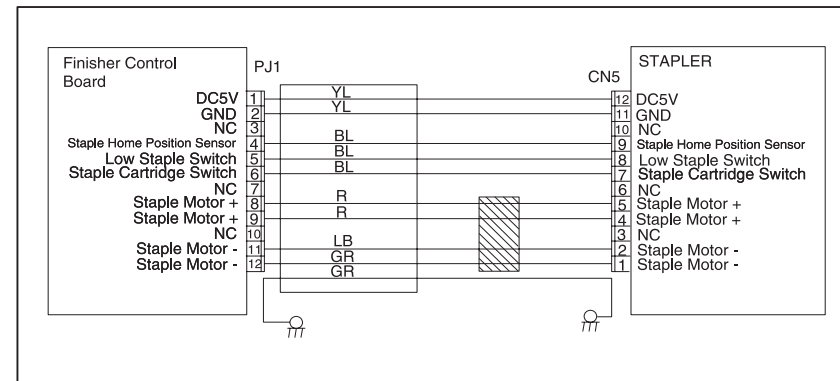 Finisher Control
Board
PJ1
CN5
STAPLER
DC5V 1 YL 12 DC5V
GND 2 YL 11 GND
NC 3 10 NC
Staple Home Position Sensor 4 BL 9 Staple Home Position Sensor
Low Staple Switch 5 BL 8 Low Staple Switch
Staple Cartridge Switch 6 BL 7 Staple Cartridge Switch
NC 7 6 NC
Staple Motor + 8 R 5 Staple Motor +
Staple Motor + 9 R 4 Staple Motor +
NC 10 3 NC
Staple Motor - 11 LB 2 Staple Motor -
Staple Motor - 12 GR 1 Staple Motor -
GR